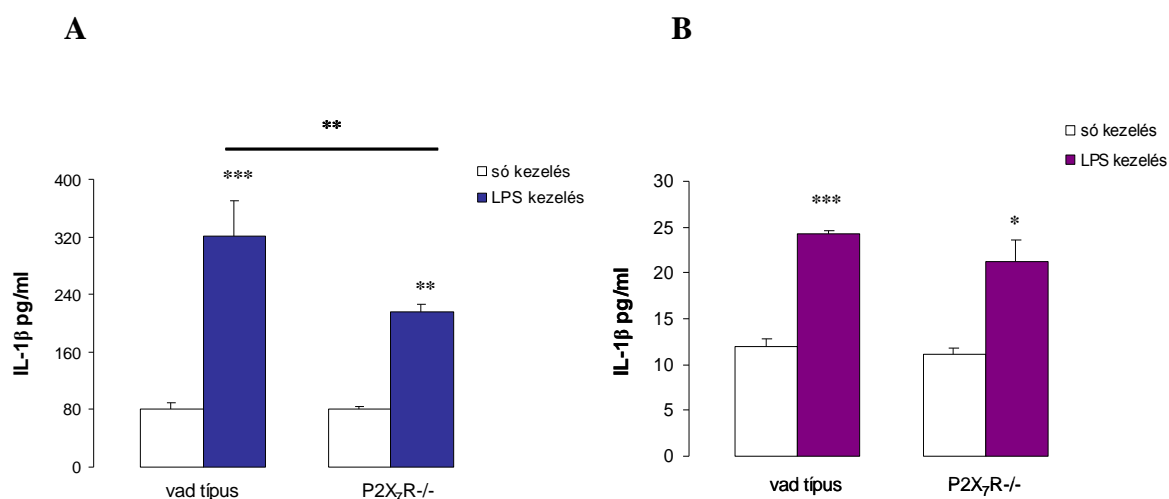 A
**
***
**
só kezelés
LPS kezelés
IL-1β pg/ml
400
320
240
160
80
0
vad típus
P2X₇R-/-
B
***
*
só kezelés
LPS kezelés
IL-1β pg/ml
30
25
20
15
10
5
0
vad típus
P2X₇R-/-